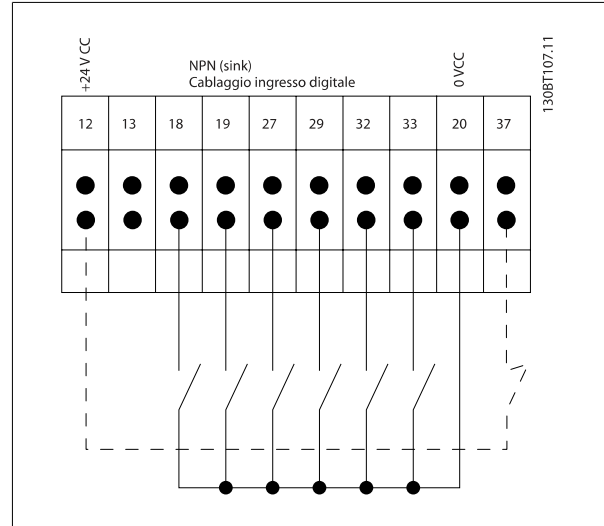 +24 V CC
NPN (sink)
Cablaggio ingresso digitale
0 VCC
130BT107.11
12 13 18 19 27 29 32 33 20 37